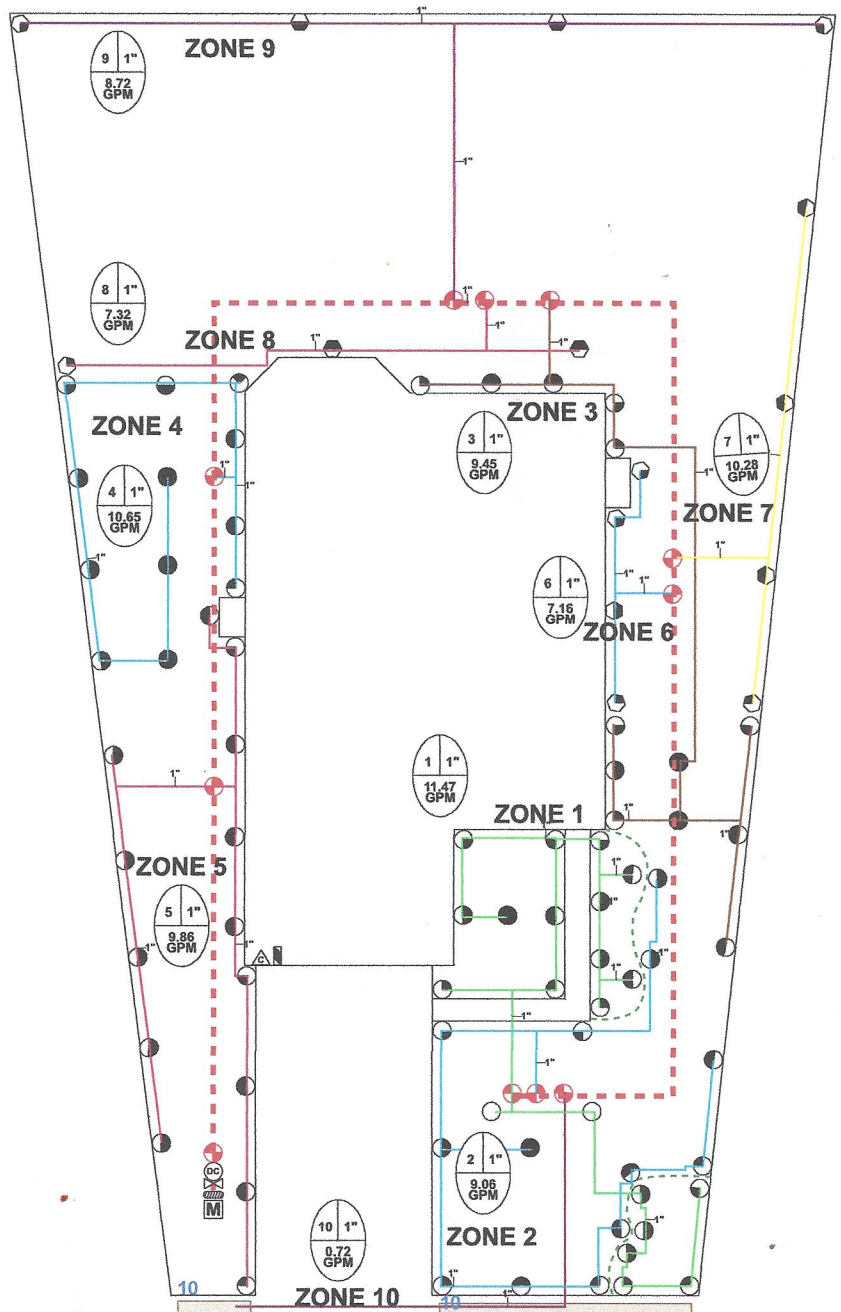 1"
ZONE 9
9 1"
8.72
GPM
1"
8 1"
7.32
GPM
1"
ZONE 8
1"
1"
1"
ZONE 3
ZONE 4
3 1"
9.45
GPM
7 1"
10.28
GPM
1"
1"
4 1"
10.65
GPM
1"
ZONE 7
1"
1"
6 1"
7.16
GPM
1"
1"
ZONE 6
1 1"
11.47
GPM
1"
ZONE 1
1"
1"
ZONE 5
1"
1"
5 1"
9.86
GPM
1"
1"
C
1"
1"
1"
2 1"
9.06
GPM
DC
M
10 1"
0.72
GPM
1"
ZONE 2
1"
10
ZONE 10
1"
10